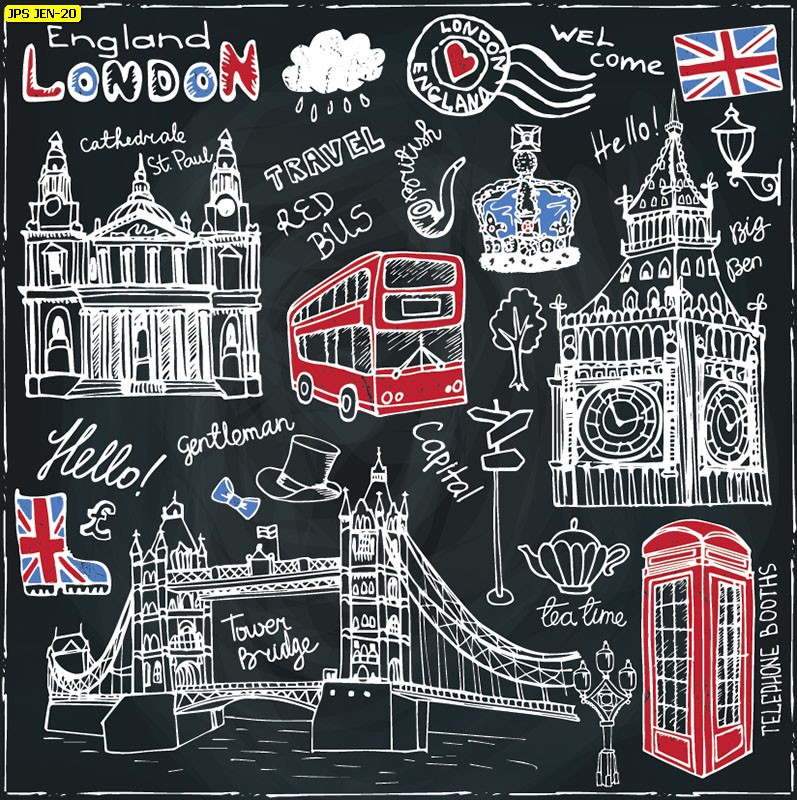 JPS JEN-20
England
LONDON
LONDON
ENGLAND
WEL
come
Cathedrale
St. Paul
TRAVEL
british
Hello!
RED
BUS
Big
Ben
Hello!
gentleman
Capital
£
Tower
Bridge
tea time
TELEPHONE BOOTHS